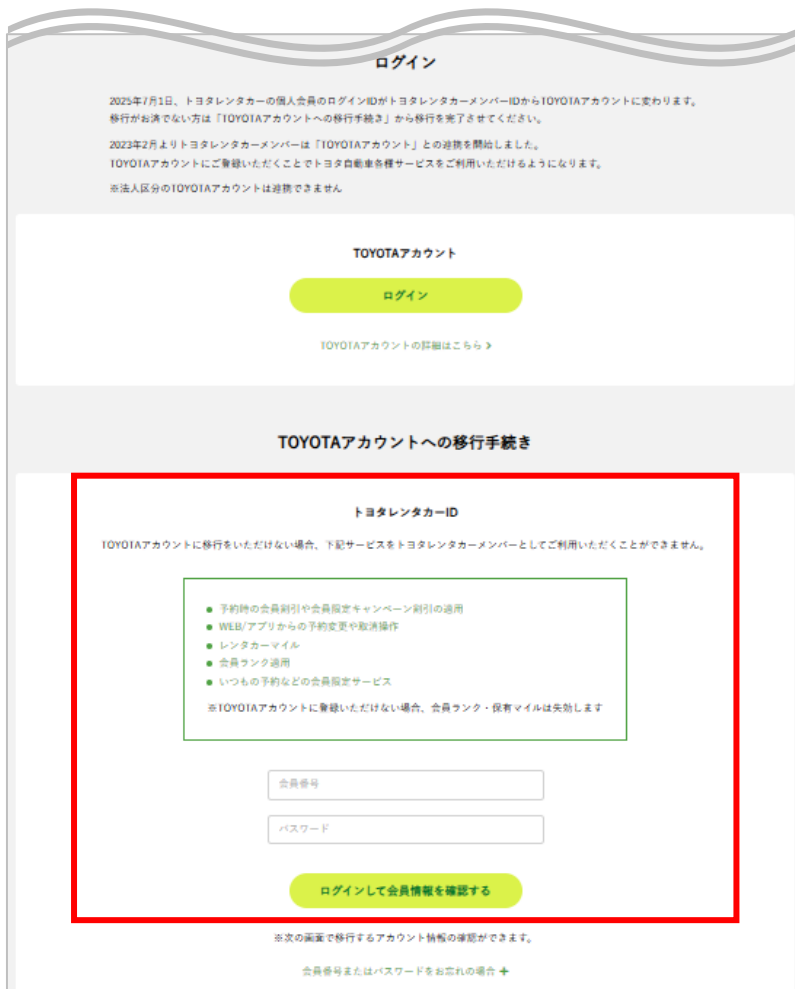 ログイン
2025年7月1日、トヨタレンタカーの個人会員のログインIDがトヨタレンタカーメンバーIDからTOYOTAアカウントに変わります。
移行がお済でない方は「TOYOTAアカウントへの移行手続き」から移行を完了させてください。
2023年2月よりトヨタレンタカーメンバーは「TOYOTAアカウント」との連携を開始しました。
TOYOTAアカウントにご登録いただくことでトヨタ自動車各種サービスをご利用いただけるようになります。
※法人区分のTOYOTAアカウントは連携できません
TOYOTAアカウント
ログイン
TOYOTAアカウントの詳細はこちら >
TOYOTAアカウントへの移行手続き
トヨタレンタカーID
TOYOTAアカウントに移行をいただけない場合、下記サービスをトヨタレンタカーメンバーとしてご利用いただくことができません。
● 予約時の会員割引や会員限定キャンペーン割引の適用
● WEB/アプリからの予約変更や取消操作
● レンタカーマイル
● 会員ランク適用
● いつもの予約などの会員限定サービス
※TOYOTAアカウントに登録いただけない場合、会員ランク・保有マイルは失効します
会員番号
パスワード
ログインして会員情報を確認する
※次の画面で移行するアカウント情報の確認ができます。
会員番号またはパスワードをお忘れの場合 +